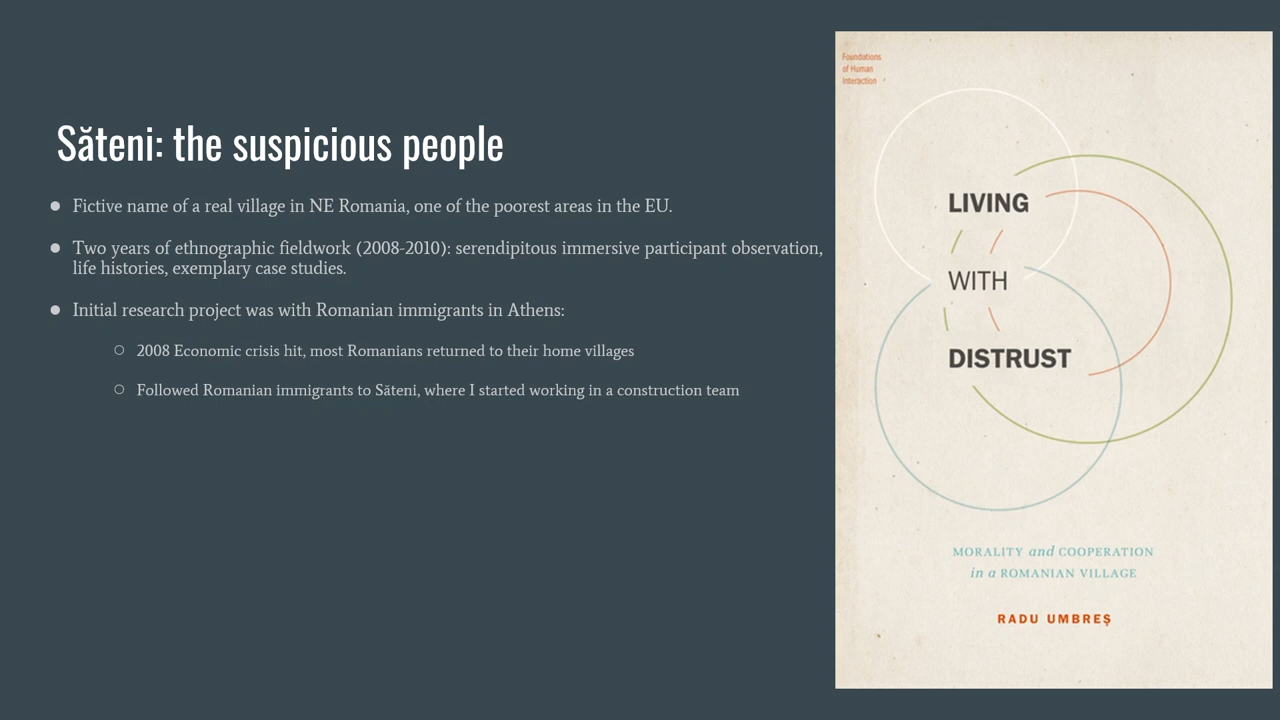 Săteni: the suspicious people
● Fictive name of a real village in NE Romania, one of the poorest areas in the EU.
● Two years of ethnographic fieldwork (2008-2010): serendipitous immersive participant observation,
life histories, exemplary case studies.
● Initial research project was with Romanian immigrants in Athens:
○ 2008 Economic crisis hit, most Romanians returned to their home villages
○ Followed Romanian immigrants to Săteni, where I started working in a construction team
Foundations
of Human
Interaction
LIVING
WITH
DISTRUST
MORALITY and COOPERATION
in a ROMANIAN VILLAGE
RADU UMBREŞ